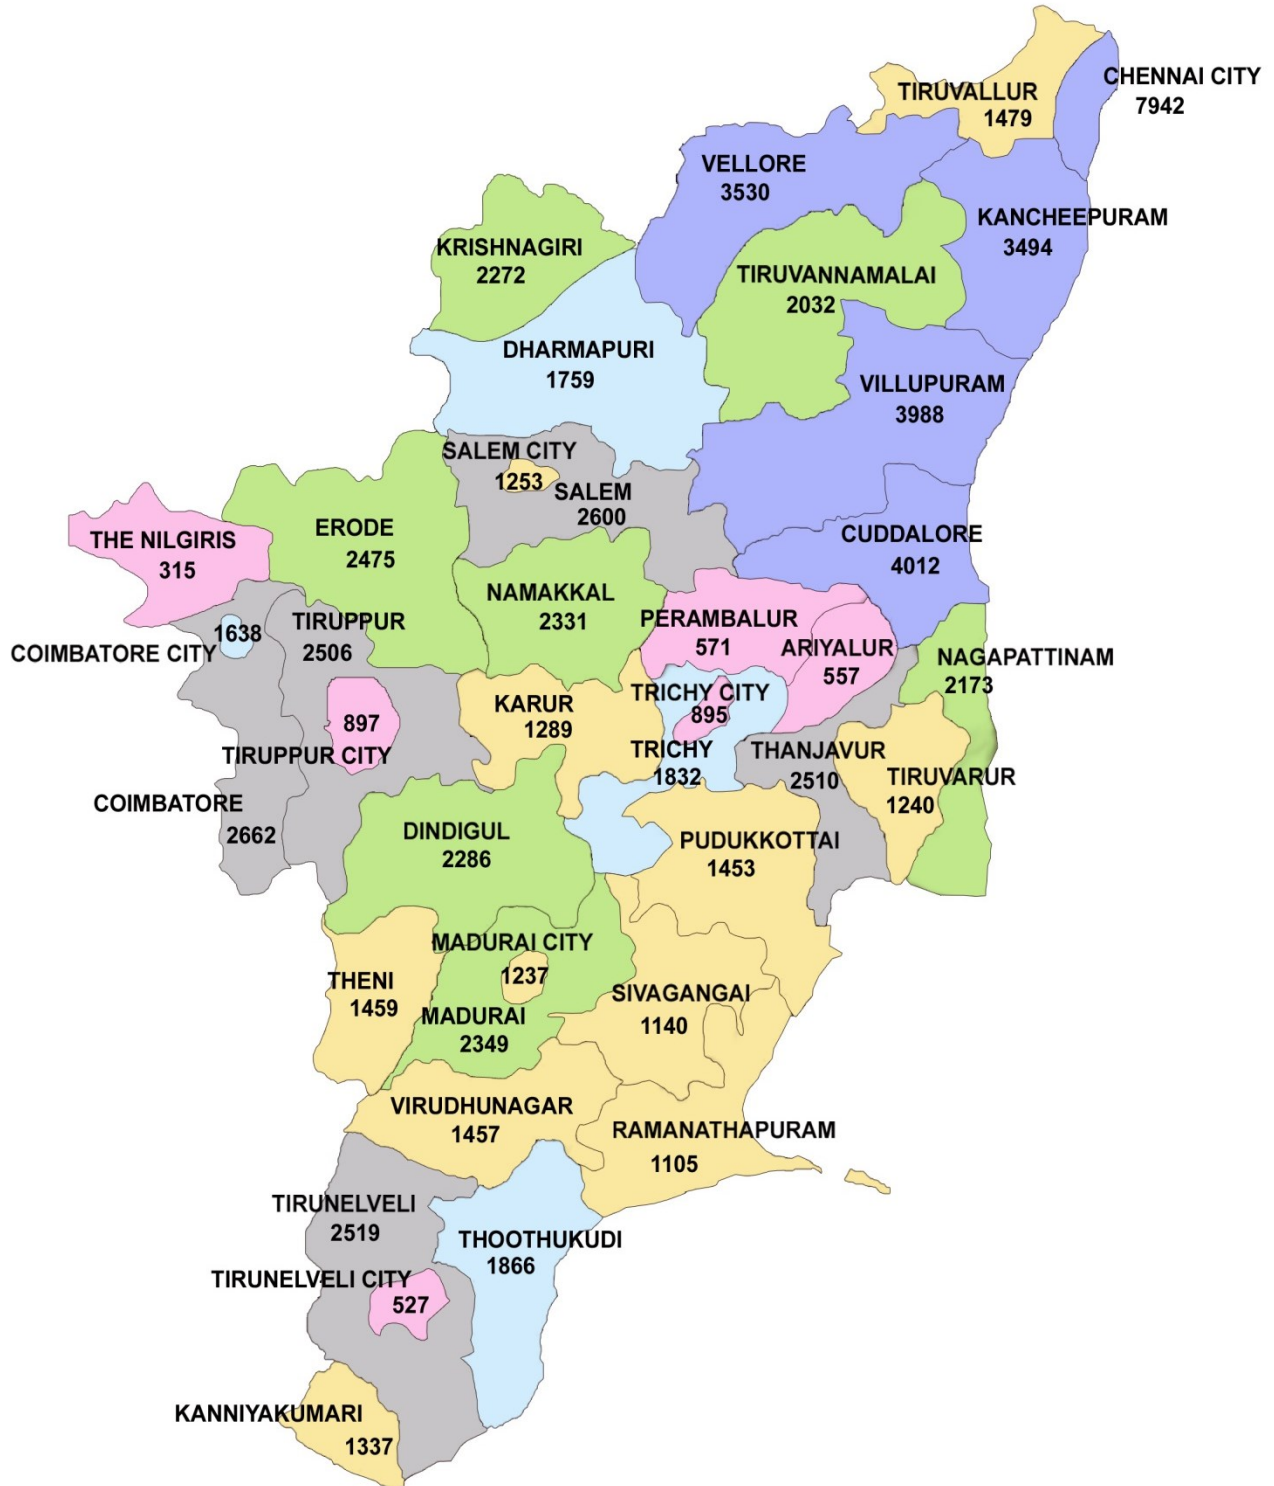 CHENNAI CITY
7942
TIRUVALLUR
1479
VELLORE
3530
KANCHEEPURAM
3494
KRISHNAGIRI
2272
TIRUVANNAMALAI
2032
DHARMAPURI
1759
VILLUPURAM
3988
SALEM CITY
1253
SALEM
2600
THE NILGIRIS
315
ERODE
2475
CUDDALORE
4012
NAMAKKAL
2331
PERAMBALUR
571
ARIYALUR
557
COIMBATORE CITY
1638
TIRUPPUR
2506
NAGAPATTINAM
2173
897
TIRUPPUR CITY
KARUR
1289
TRICHY CITY
895
TRICHY
1832
THANJAVUR
2510
TIRUVARUR
1240
COIMBATORE
2662
DINDIGUL
2286
PUDUKKOTTAI
1453
MADURAI CITY
1237
THENI
1459
MADURAI
2349
SIVAGANGAI
1140
VIRUDHUNAGAR
1457
RAMANATHAPURAM
1105
TIRUNELVELI
2519
THOOTHUKUDI
1866
TIRUNELVELI CITY
527
KANNIYAKUMARI
1337